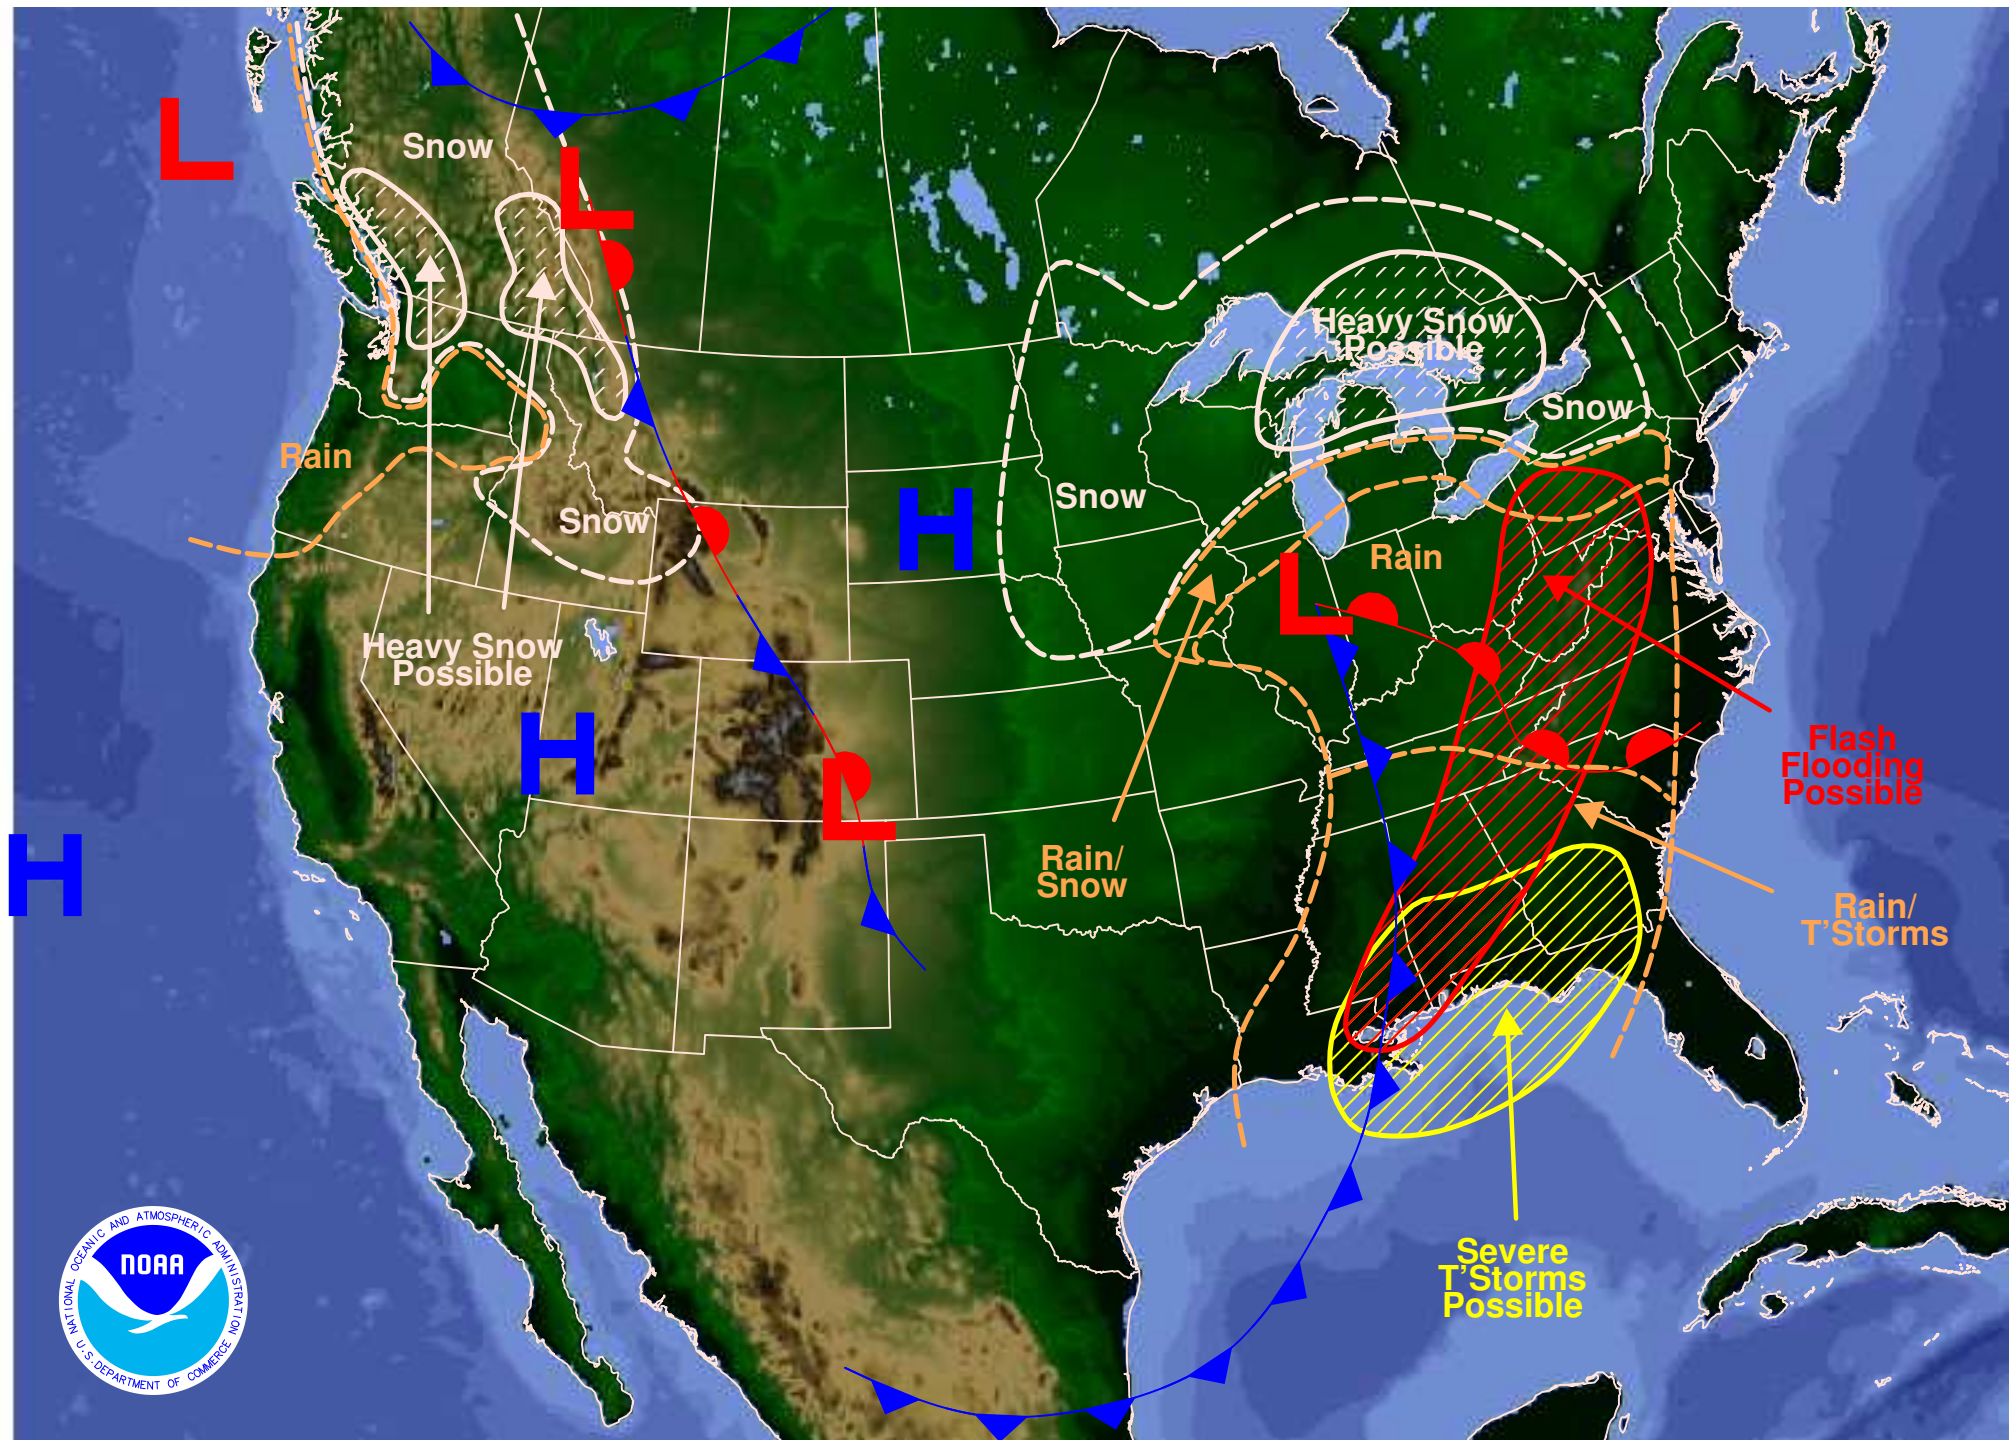 L
Snow
L
Heavy Snow
Possible
Snow
Rain
Snow
H
Snow
Rain
L
Heavy Snow
Possible
H
Flash
Flooding
Possible
L
H
Rain/
Snow
Rain/
T'Storms
Severe
T'Storms
Possible
NATIONAL OCEANIC AND ATMOSPHERIC ADMINISTRATION
NOAA
U.S. DEPARTMENT OF COMMERCE